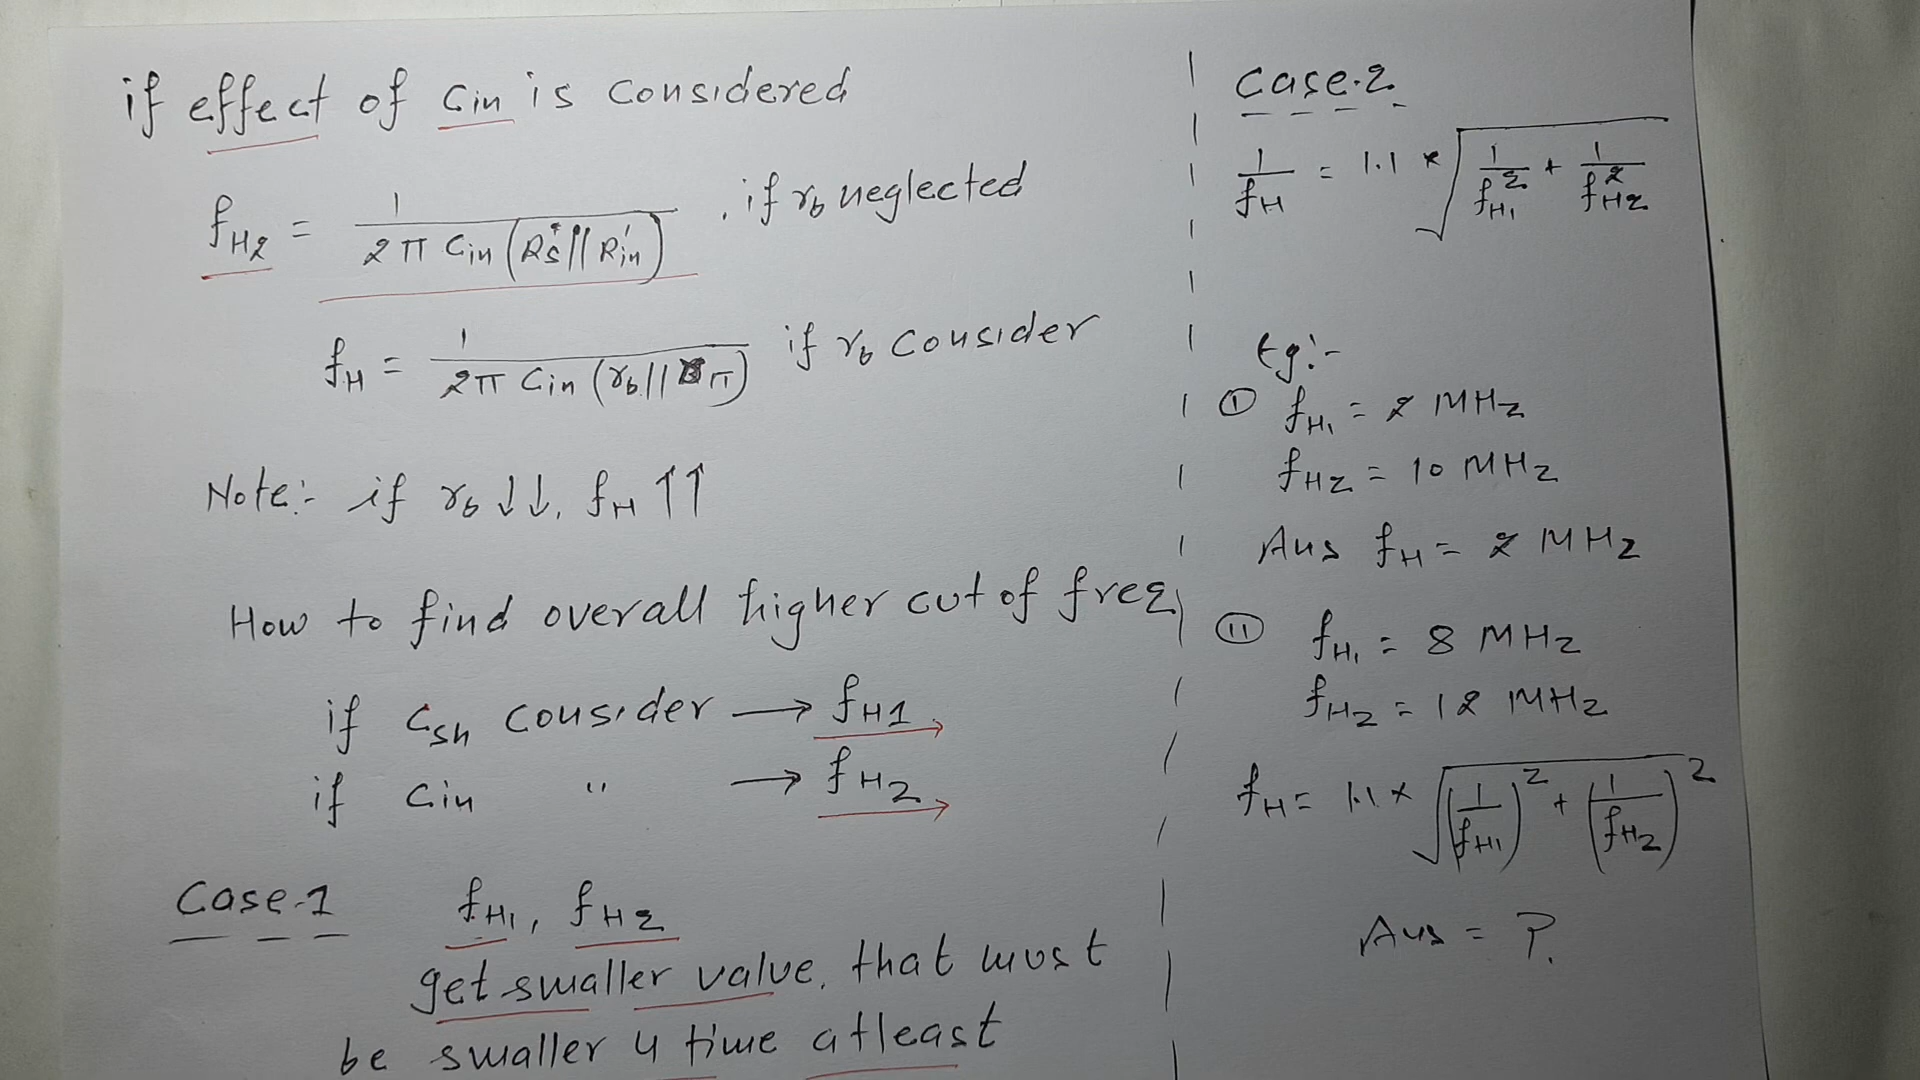 if effect of Cin is considered
fH2 = 1 / 2π Cin (Rs* || Rin') , if rb neglected
fH = 1 / 2π Cin (rb || π) if rb consider
Note:- if rb ↓↓, fH ↑↑
How to find overall higher cut of freq
if Csh consider → fH1
if Cin " → fH2
Case-1 fH1, fH2
get smaller value, that must
be smaller 4 time atleast
Case-2
1/fH = 1.1 * √(1/fH1² + 1/fH2²)
Eg:-
(I) fH1 = 2 MHz
fH2 = 10 MHz
Ans fH = 2 MHz
(II) fH1 = 8 MHz
fH2 = 12 MHz
fH = 1.1 × √((1/fH1)² + (1/fH2)²
Ans = ?